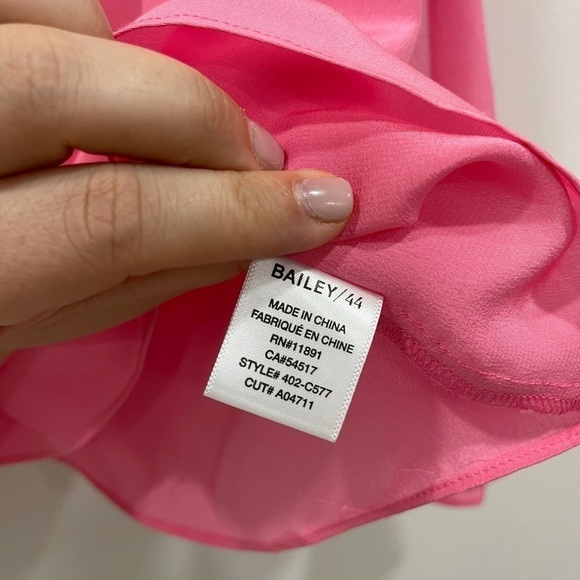 BAILEY/44
MADE IN CHINA
FABRIQUÉ EN CHINE
RN#11891
CA#54517
STYLE# 402-C577
CUT# A04711